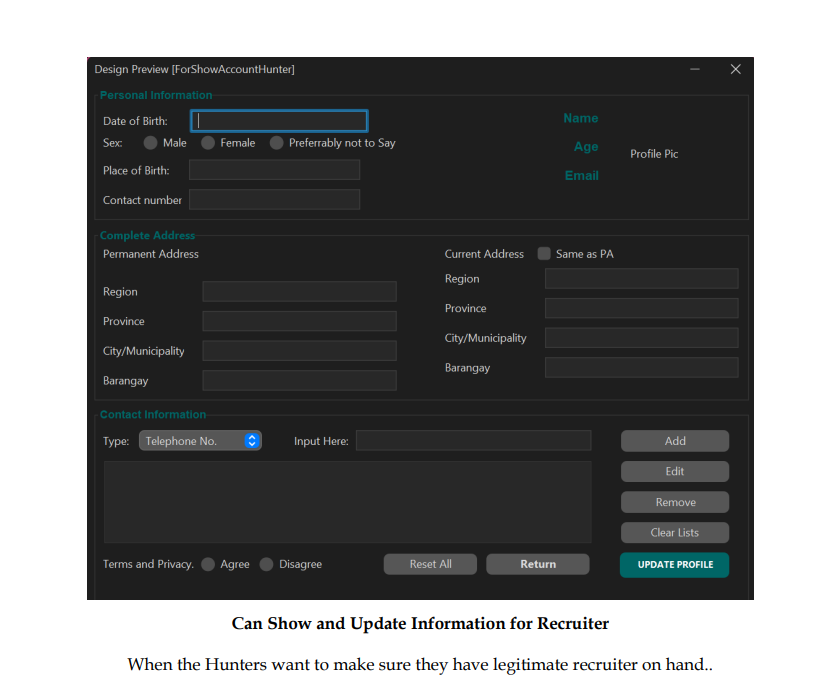 Design Preview [ForShowAccountHunter]
Personal Information
Date of Birth:
Name
Sex: Male Female Preferrably not to Say
Age
Profile Pic
Place of Birth:
Email
Contact number
Complete Address
Permanent Address
Current Address Same as PA
Region
Region
Province
Province
City/Municipality
City/Municipality
Barangay
Barangay
Contact Information
Type: Telephone No. Input Here: Add
Edit
Remove
Clear Lists
Terms and Privacy. Agree Disagree Reset All Return UPDATE PROFILE
Can Show and Update Information for Recruiter
When the Hunters want to make sure they have legitimate recruiter on hand..